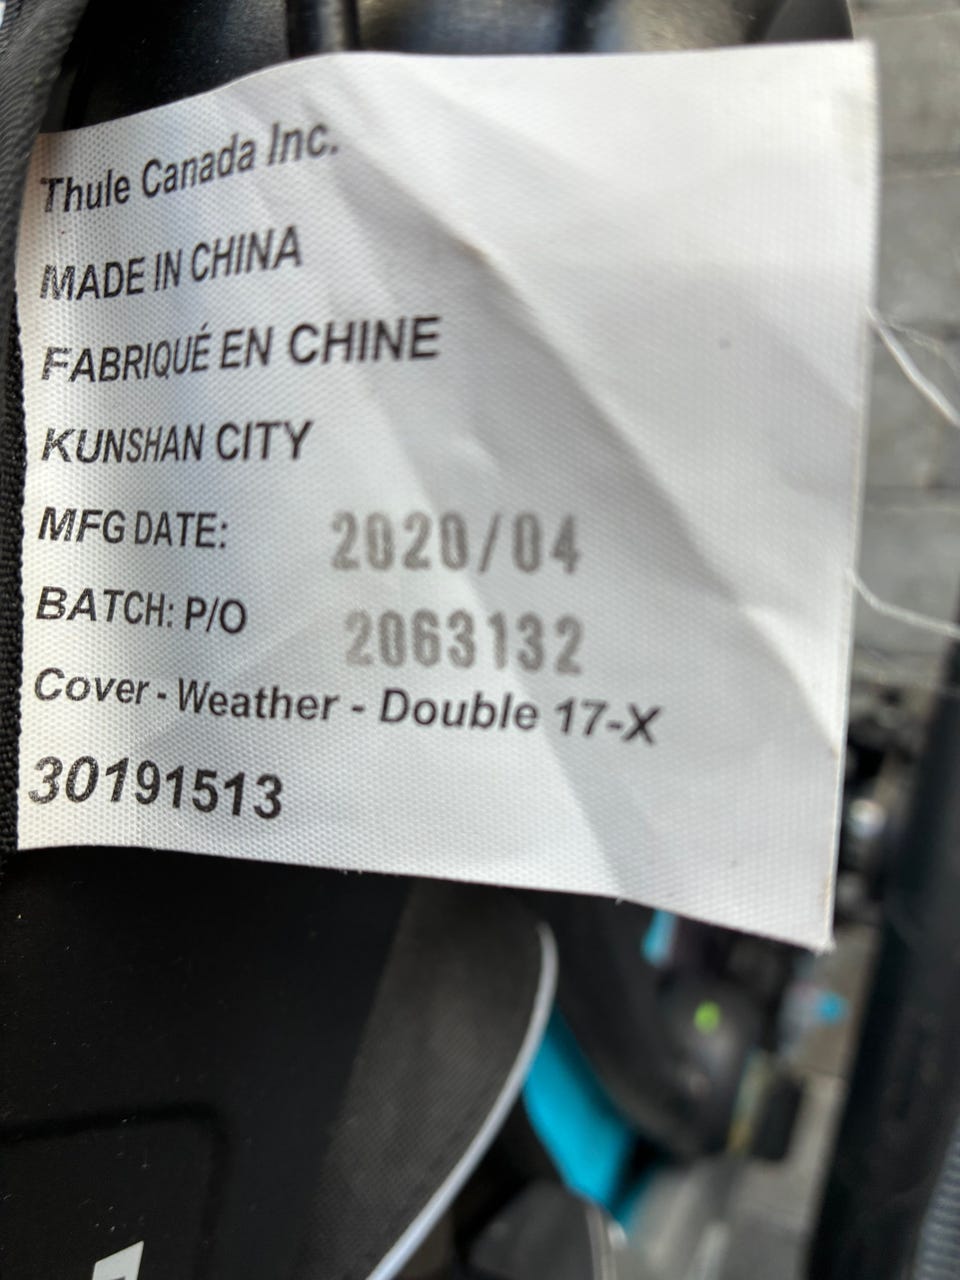 Thule Canada Inc.
MADE IN CHINA
FABRIQUÉ EN CHINE
KUNSHAN CITY
MFG DATE: 2020/04
BATCH: P/O 2063132
Cover - Weather - Double 17-X
30191513